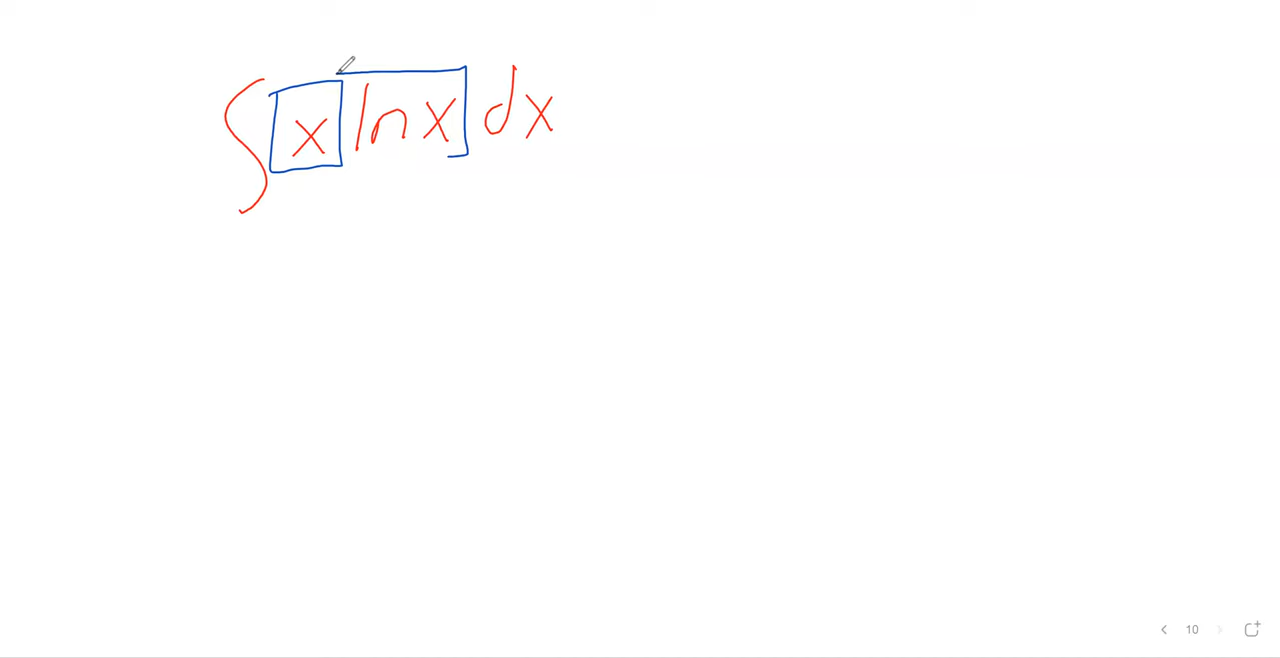 ∫ x ln x dx
< 10 >